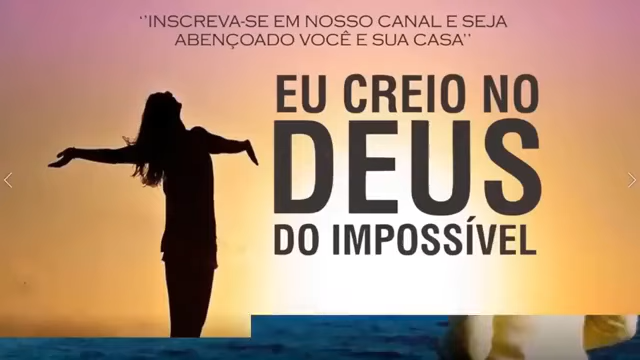 ‘’INSCREVA-SE EM NOSSO CANAL E SEJA
ABENÇOADO VOCÊ E SUA CASA’’
EU CREIO NO
DEUS
DO IMPOSSÍVEL